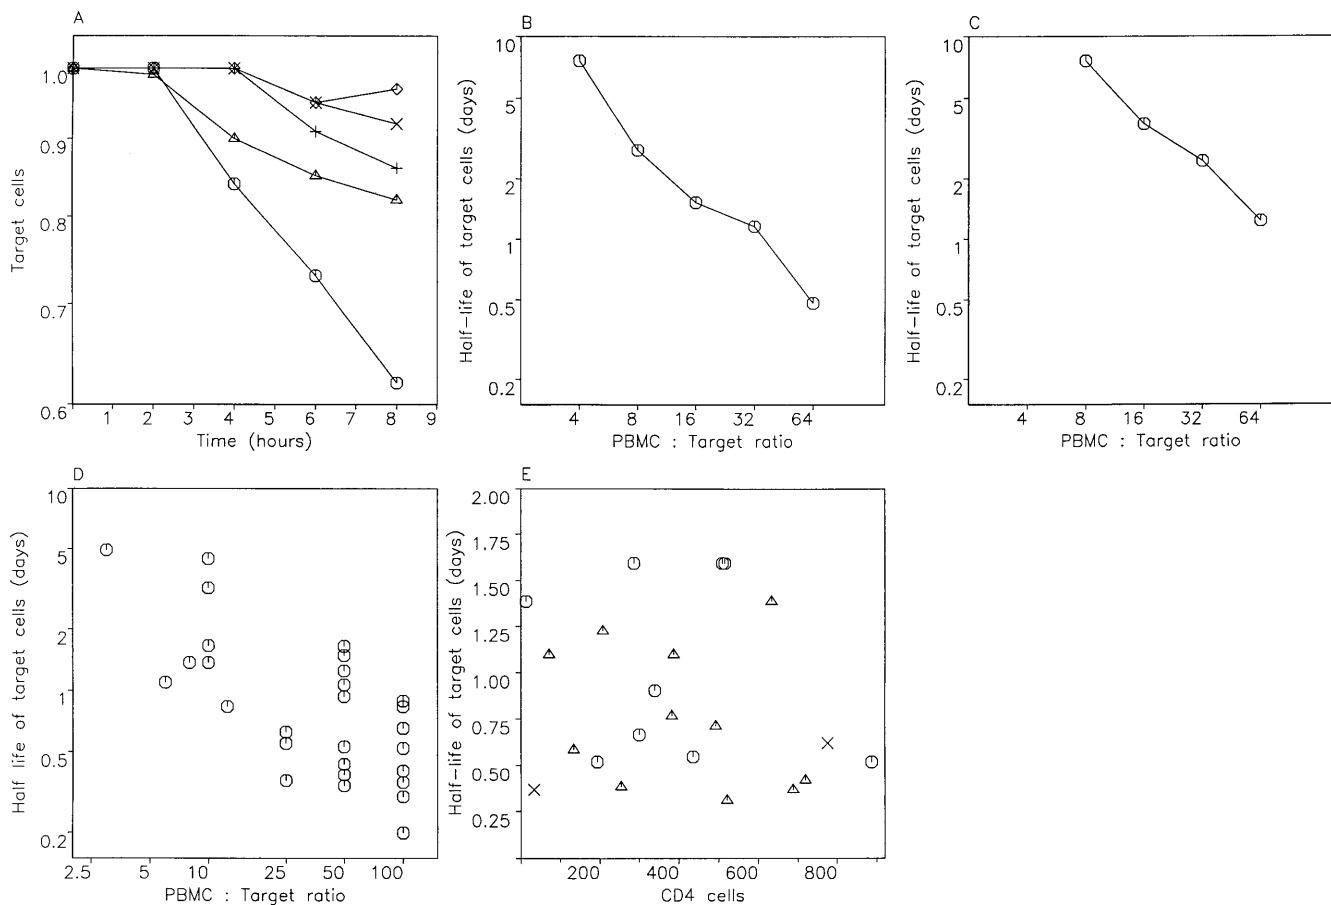 A
Target cells
1.0
0.9
0.8
0.7
0.6
1 2 3 4 5 6 7 8 9
Time (hours)
B
Half-life of target cells (days)
10
5
2
1
0.5
0.2
4 8 16 32 64
PBMC : Target ratio
C
Half-life of target cells (days)
10
5
2
1
0.5
0.2
4 8 16 32 64
PBMC : Target ratio
D
Half life of target cells (days)
10
5
2
1
0.5
0.2
2.5 5 10 25 50 100
PBMC : Target ratio
E
Half-life of target cells (days)
2.00
1.75
1.50
1.25
1.00
0.75
0.50
0.25
200 400 600 800
CD4 cells